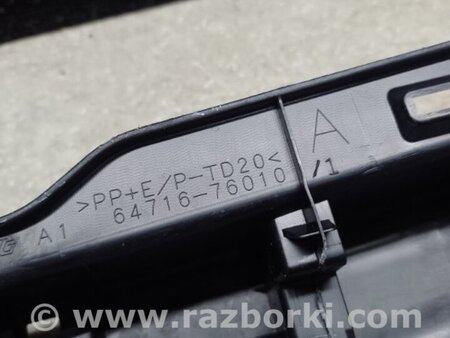 A
>PP+E/P-TD20<
64716-76010 /1
A1
www.razborki.com